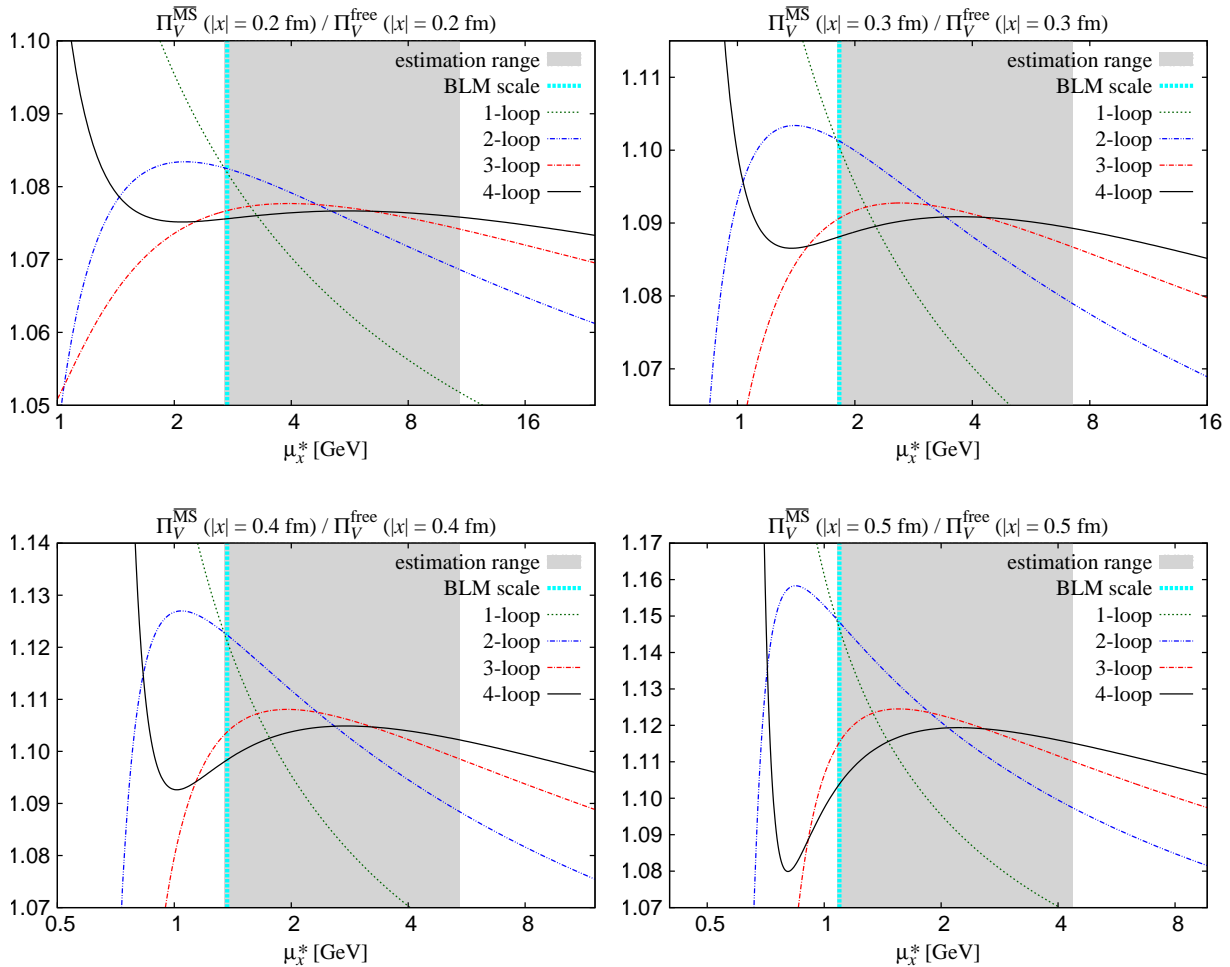 Π_V^MS̅ (|x| = 0.2 fm) / Π_V^free (|x| = 0.2 fm)
1.10
1.09
1.08
1.07
1.06
1.05
estimation range
BLM scale
1-loop
2-loop
3-loop
4-loop
1 2 4 8 16
μ_x^* [GeV]
Π_V^MS̅ (|x| = 0.3 fm) / Π_V^free (|x| = 0.3 fm)
1.11
1.10
1.09
1.08
1.07
estimation range
BLM scale
1-loop
2-loop
3-loop
4-loop
1 2 4 8 16
μ_x^* [GeV]
Π_V^MS̅ (|x| = 0.4 fm) / Π_V^free (|x| = 0.4 fm)
1.14
1.13
1.12
1.11
1.10
1.09
1.08
1.07
estimation range
BLM scale
1-loop
2-loop
3-loop
4-loop
0.5 1 2 4 8
μ_x^* [GeV]
Π_V^MS̅ (|x| = 0.5 fm) / Π_V^free (|x| = 0.5 fm)
1.17
1.16
1.15
1.14
1.13
1.12
1.11
1.10
1.09
1.08
1.07
estimation range
BLM scale
1-loop
2-loop
3-loop
4-loop
0.5 1 2 4 8
μ_x^* [GeV]